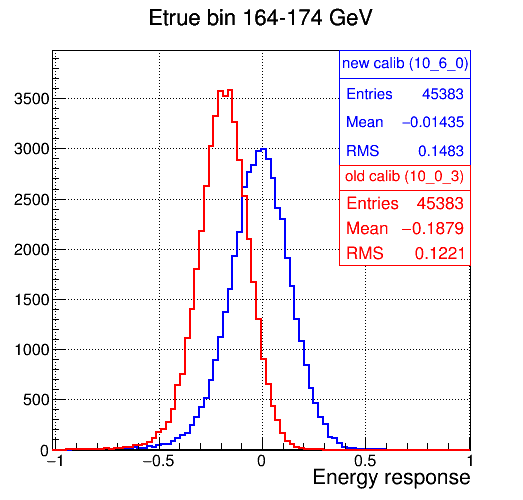 Etrue bin 164-174 GeV
new calib (10_6_0)
Entries 45383
Mean −0.01435
RMS 0.1483
old calib (10_0_3)
Entries 45383
Mean −0.1879
RMS 0.1221
3500
3000
2500
2000
1500
1000
500
0
−1 −0.5 0 0.5 1
Energy response